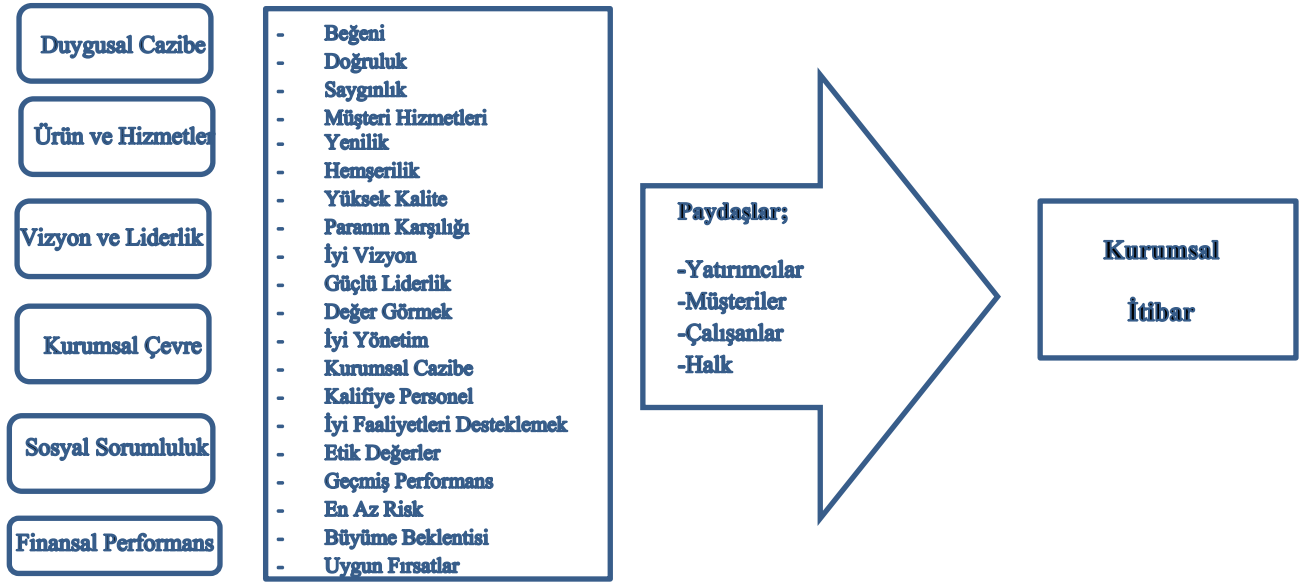 Duygusal Cazibe
Ürün ve Hizmetler
Vizyon ve Liderlik
Kurumsal Çevre
Sosyal Sorumluluk
Finansal Performans
- Beğeni
- Doğruluk
- Saygınlık
- Müşteri Hizmetleri
- Yenilik
- Hemşerilik
- Yüksek Kalite
- Paranın Karşılığı
- İyi Vizyon
- Güçlü Liderlik
- Değer Görmek
- İyi Yönetim
- Kurumsal Cazibe
- Kalifiye Personel
- İyi Faaliyetleri Desteklemek
- Etik Değerler
- Geçmiş Performans
- En Az Risk
- Büyüme Beklentisi
- Uygun Fırsatlar
Paydaşlar;
-Yatırımcılar
-Müşteriler
-Çalışanlar
-Halk
Kurumsal
İtibar